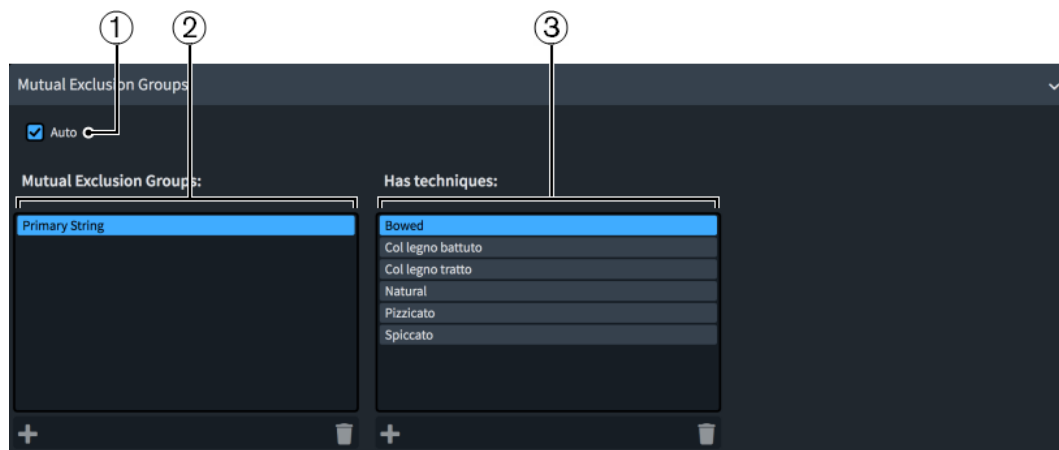 1 2 3
Mutual Exclusion Groups
Auto
Mutual Exclusion Groups: Has techniques:
Primary String Bowed
Col legno battuto
Col legno tratto
Natural
Pizzicato
Spiccato